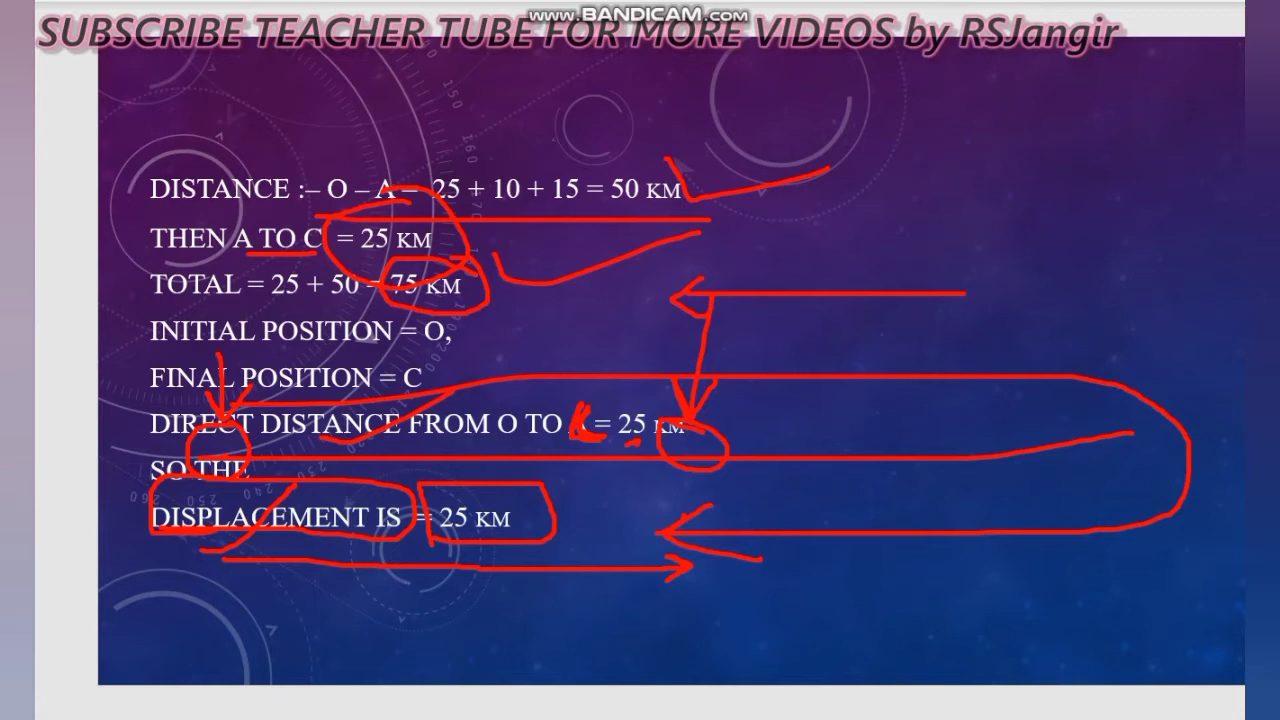 www.BANDICAM.com
SUBSCRIBE TEACHER TUBE FOR MORE VIDEOS by RSJangir
DISTANCE :– O – A – 25 + 10 + 15 = 50 KM
THEN A TO C = 25 KM
TOTAL = 25 + 50 = 75 KM
INITIAL POSITION = O,
FINAL POSITION = C
DIRECT DISTANCE FROM O TO = 25 KM
SO THE
DISPLACEMENT IS = 25 KM